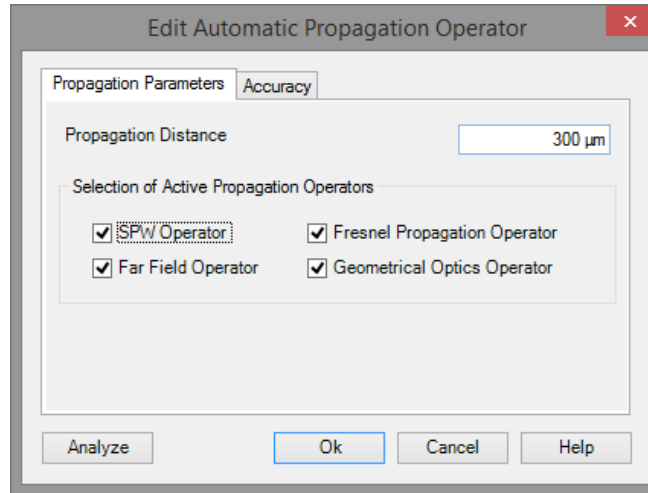 Edit Automatic Propagation Operator
Propagation Parameters Accuracy
Propagation Distance 300 µm
Selection of Active Propagation Operators
SPW Operator Fresnel Propagation Operator
Far Field Operator Geometrical Optics Operator
Analyze Ok Cancel Help